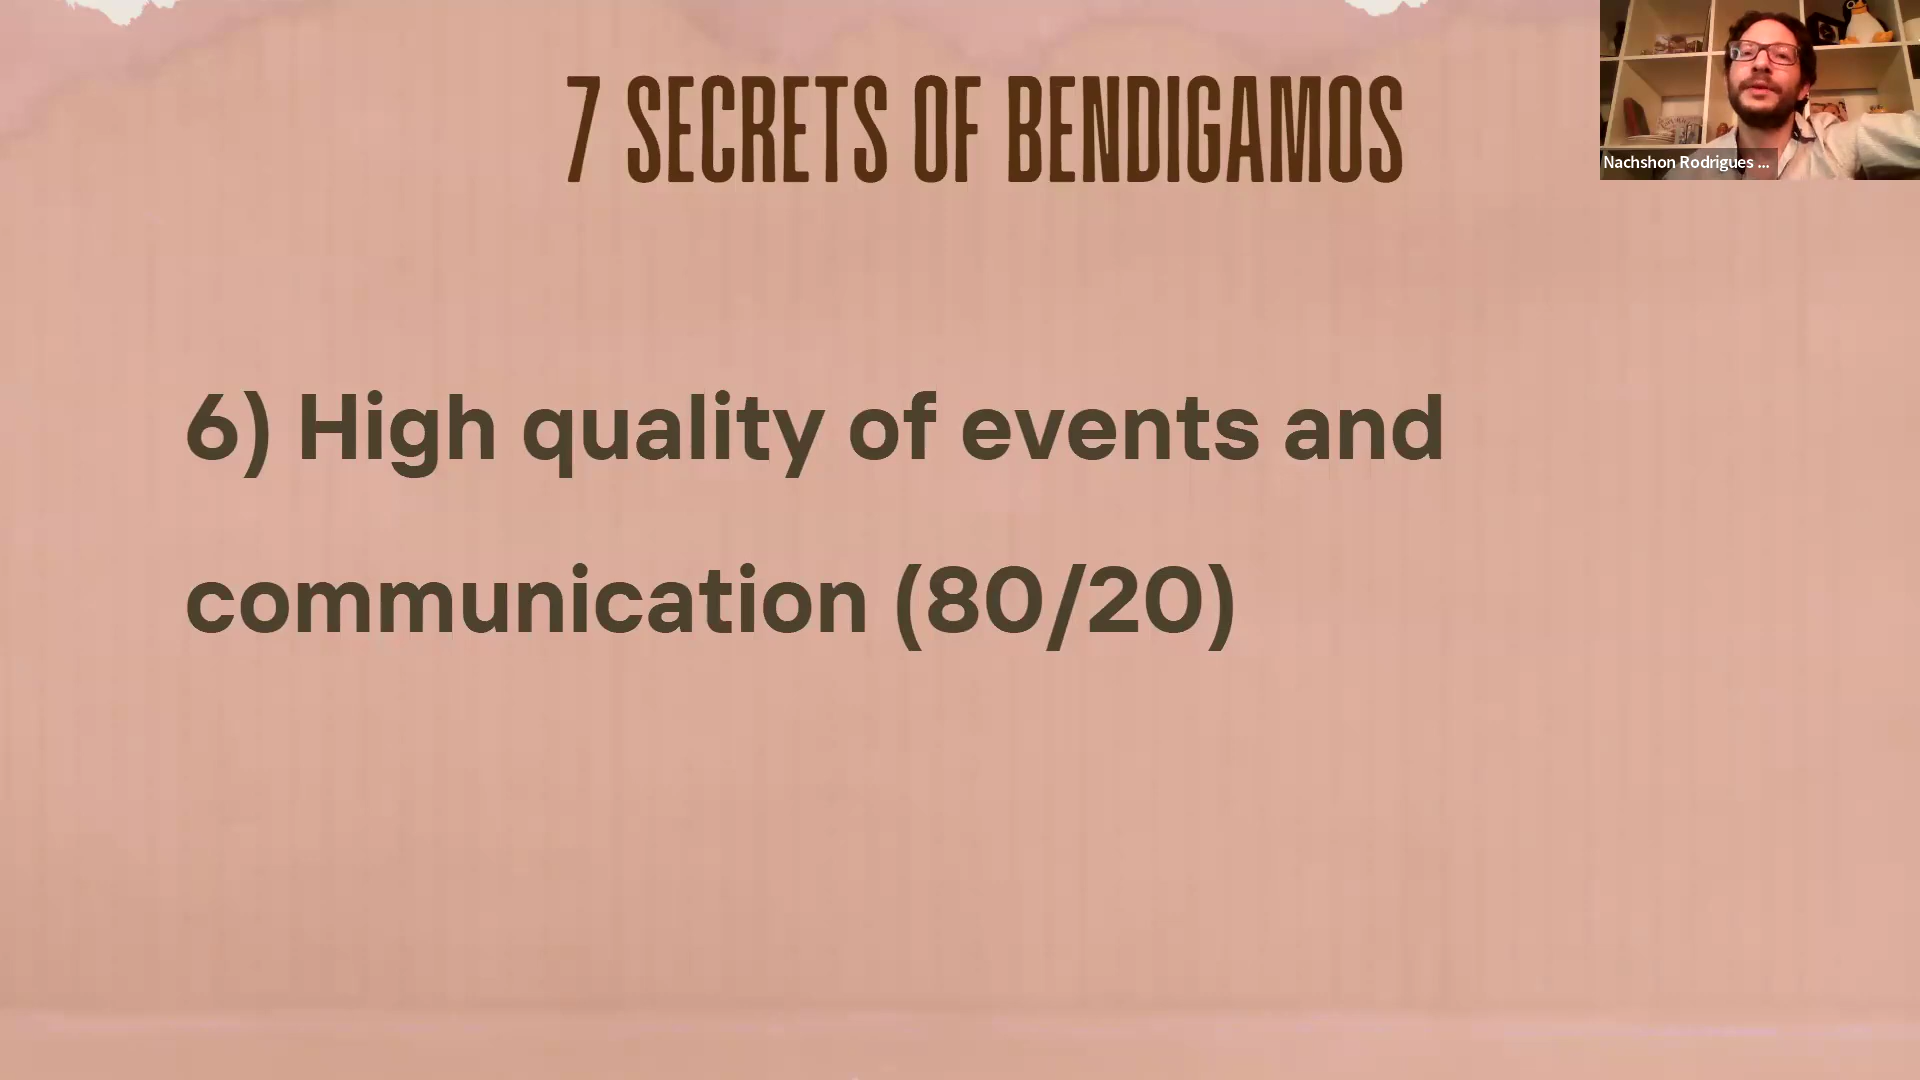 7 SECRETS OF BENDIGAMOS
Nachshon Rodrigues ...
6) High quality of events and
communication (80/20)